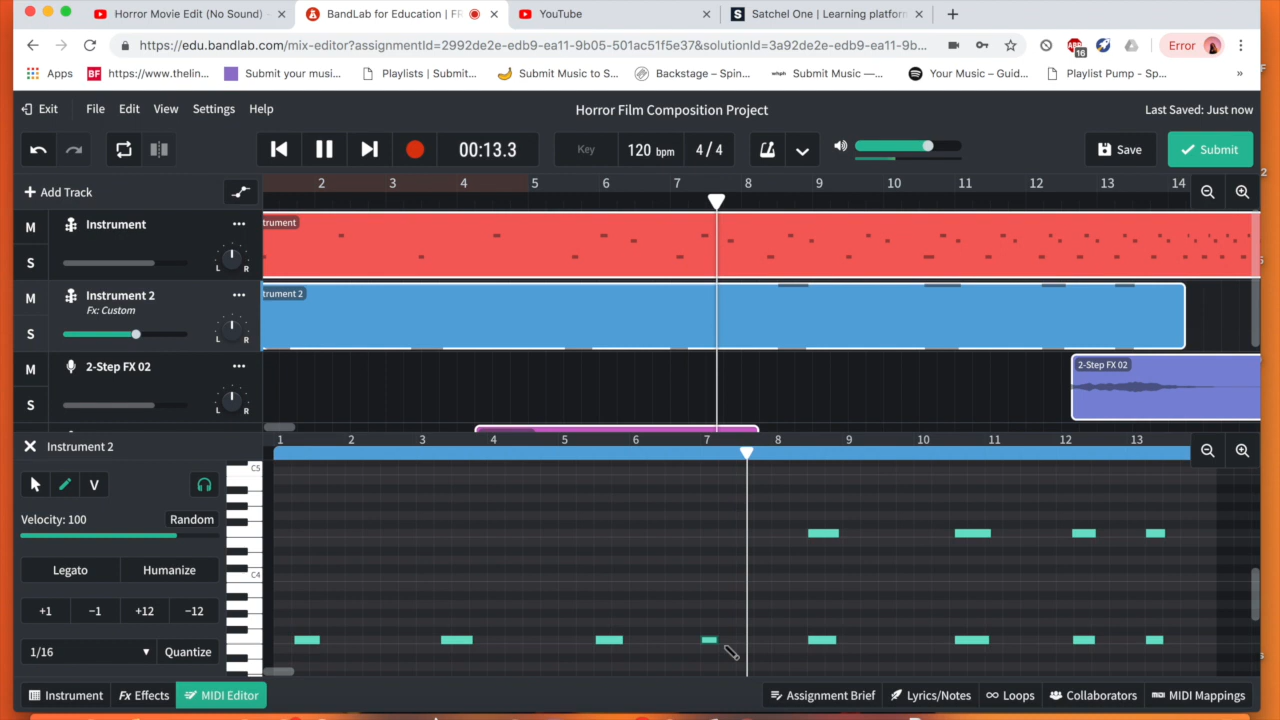 Horror Movie Edit (No Sound)
BandLab for Education | FR
YouTube
Satchel One | Learning platform
https://edu.bandlab.com/mix-editor?assignmentId=2992de2e-edb9-ea11-9b05-501ac51f5e37&solutionId=3a92de2e-edb9-ea11-9b...
16
Error
Apps
BF https://www.thelin...
Submit your musi...
Playlists | Submit...
Submit Music to S...
Backstage – Spin...
whph Submit Music —...
Your Music – Guid...
Playlist Pump - Sp...
»
Exit File Edit View Settings Help
Horror Film Composition Project
Last Saved: Just now
00:13.3
Key 120 bpm 4/4
Save
Submit
+ Add Track
2 3 4 5 6 7 8 9 10 11 12 13 14
M Instrument
S L R
trument
M Instrument 2
Fx: Custom
S L R
trument 2
M 2-Step FX 02
S L R
2-Step FX 02
Instrument 2
1 2 3 4 5 6 7 8 9 10 11 12 13
V
C5
Velocity: 100 Random
Legato Humanize
C4
+1 −1 +12 −12
1/16 Quantize
Instrument Fx Effects MIDI Editor
Assignment Brief Lyrics/Notes Loops Collaborators MIDI Mappings